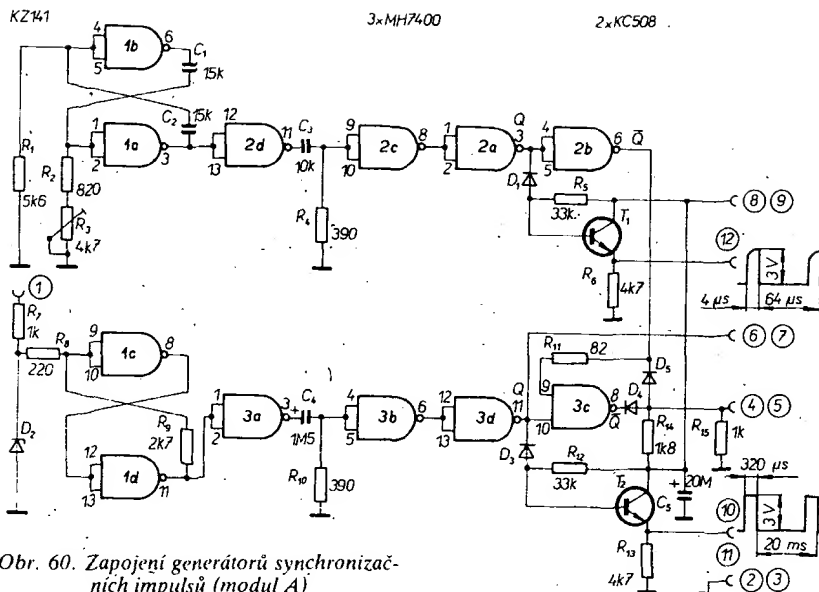 KZ141
3xMH7400
2xKC508
4
5
1b
6
C1
15k
15k
C2
1
2
1a
3
12
13
2d
11
C3
10k
9
10
2c
8
1
2
2a
Q
3
4
5
2b
6
Q̅
R1
5k6
R2
820
R3
4k7
R4
390
D1
R5
33k
T1
R6
4k7
8 9
12
3V
4 µs
64 µs
1
R7
1k
R8
220
9
10
1c
8
R9
2k7
D2
12
13
1d
11
1
2
3a
3
+
C4
1M5
4
5
3b
6
12
13
3d
Q
11
R10
390
R11
82
9
10
3c
8
Q̅
D4
D5
D3
R12
33k
R14
1k8
R15
1k
T2
C5
+
20M
R13
4k7
6 7
4 5
320 µs
10
3V
11
20 ms
2 3
Obr. 60. Zapojení generátorů synchronizač-
ních impulsů (modul A)